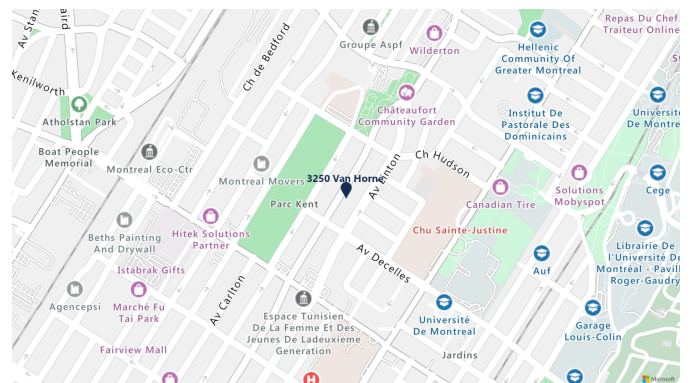 Repas Du Chef
Traiteur Online
Groupe Aspf
Wilderton
Hellenic
Community Of
Greater Montreal
Ch de Bedford
Av Stan
aird
Kenilworth
Atholstan Park
Châteaufort
Community Garden
Institut De
Pastorale Des
Dominicains
Université
De Montre
Boat People
Memorial
Montreal Eco-Ctr
Montreal Movers
3250 Van Horne
Av Linton
Ch Hudson
Canadian Tire
Solutions
Mobyspot
Cege
Parc Kent
Hitek Solutions
Partner
Beths Painting
And Drywall
Istabrak Gifts
Chu Sainte-Justine
Av Decelles
Auf
Librairie De
l'Université De
Montréal - Pavill
Roger-Gaudry
Agencepsi
Marché Fu
Tai Park
Av Carlton
Espace Tunisien
De La Femme Et Des
Jeunes De Ladeuxieme
Generation
Université
De Montreal
Garage
Louis-Colin
Fairview Mall
Jardins
H
Microsoft